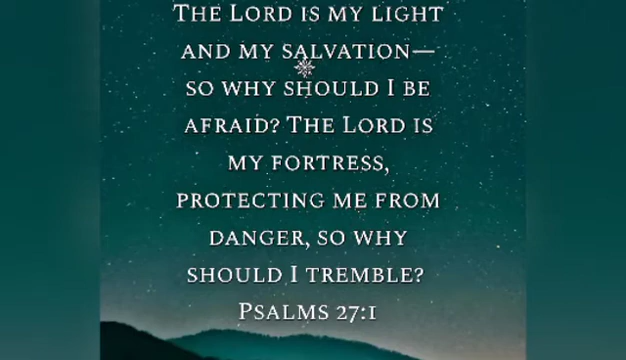 The Lord is my light
and my salvation—
so why should I be
afraid? The Lord is
my fortress,
protecting me from
danger, so why
should I tremble?
Psalms 27:1